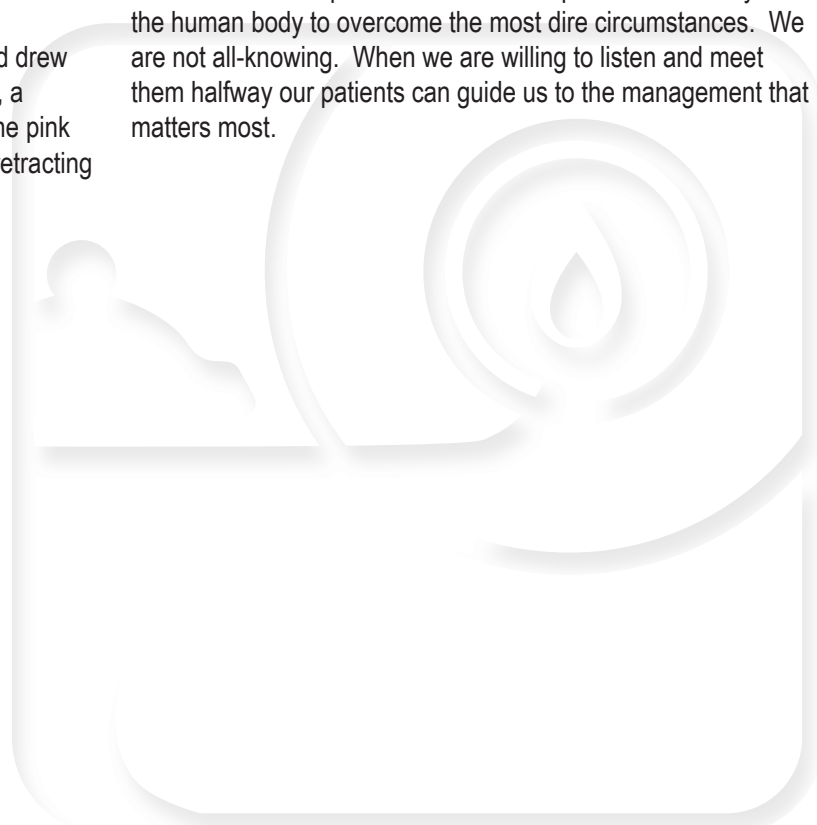 d drew
, a
ne pink
etracting
the human body to overcome the most dire circumstances.  We
are not all-knowing.  When we are willing to listen and meet
them halfway our patients can guide us to the management that
matters most.